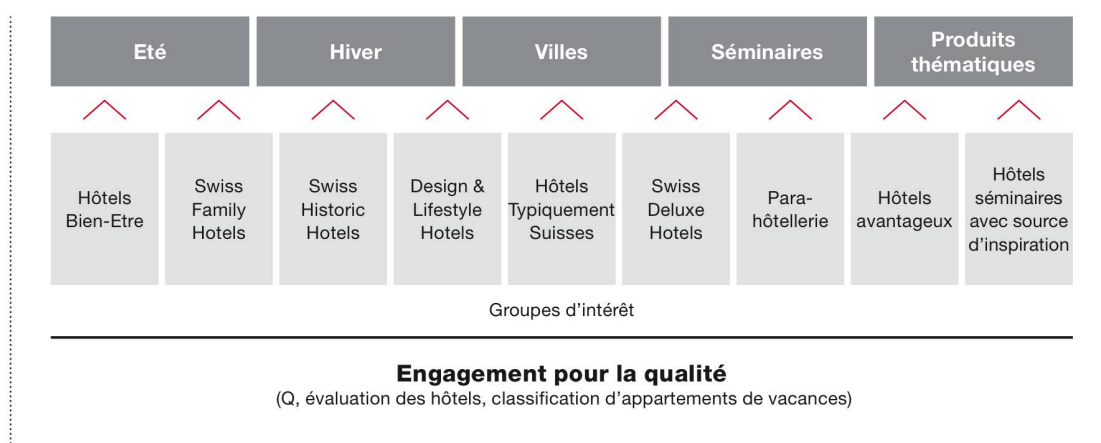 Eté
Hiver
Villes
Séminaires
Produits
thématiques
Hôtels
Bien-Etre
Swiss
Family
Hotels
Swiss
Historic
Hotels
Design &
Lifestyle
Hotels
Hôtels
Typiquement
Suisses
Swiss
Deluxe
Hotels
Para-
hôtellerie
Hôtels
avantageux
Hôtels
séminaires
avec source
d’inspiration
Groupes d’intérêt
Engagement pour la qualité
(Q, évaluation des hôtels, classification d’appartements de vacances)